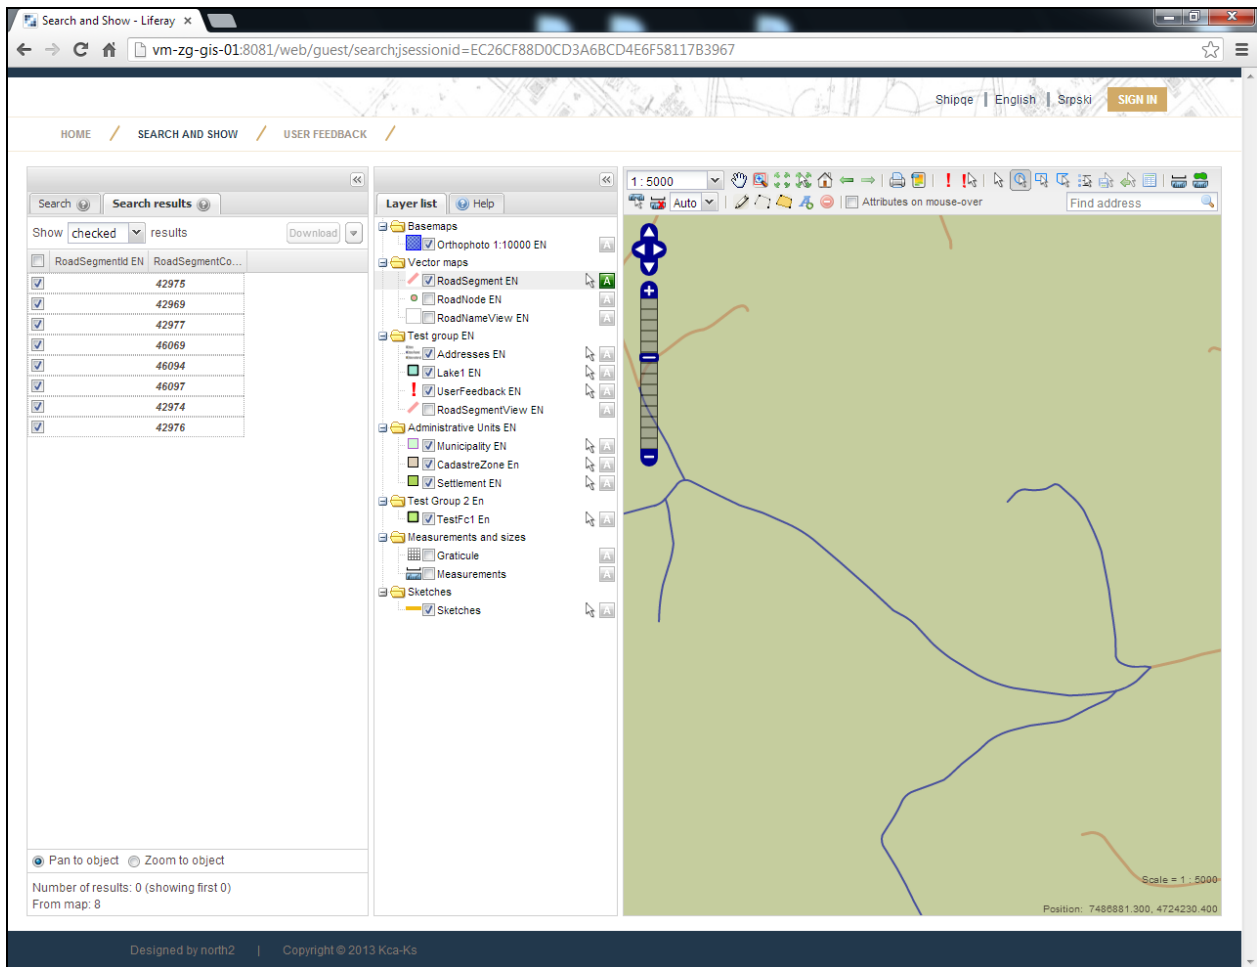 Search and Show - Liferay ×
vm-zg-gis-01:8081/web/guest/search;jsessionid=EC26CF88D0CD3A6BCD4E6F58117B3967
Shipqe | English | Srpski SIGN IN
HOME / SEARCH AND SHOW / USER FEEDBACK /
Search Search results
Show checked results Download
RoadSegmentId EN RoadSegmentCo...
42975
42969
42977
46069
46094
46097
42974
42976
Pan to object Zoom to object
Number of results: 0 (showing first 0)
From map: 8
Layer list Help
Basemaps
Orthophoto 1:10000 EN
Vector maps
RoadSegment EN
RoadNode EN
RoadNameView EN
Test group EN
Addresses EN
Lake1 EN
UserFeedback EN
RoadSegmentView EN
Administrative Units EN
Municipality EN
CadastreZone En
Settlement EN
Test Group 2 En
TestFc1 En
Measurements and sizes
Graticule
Measurements
Sketches
Sketches
1 : 5000
Auto Attributes on mouse-over Find address
Scale = 1 : 5000
Position: 7486881.300, 4724230.400
Designed by north2 | Copyright © 2013 Kca-Ks